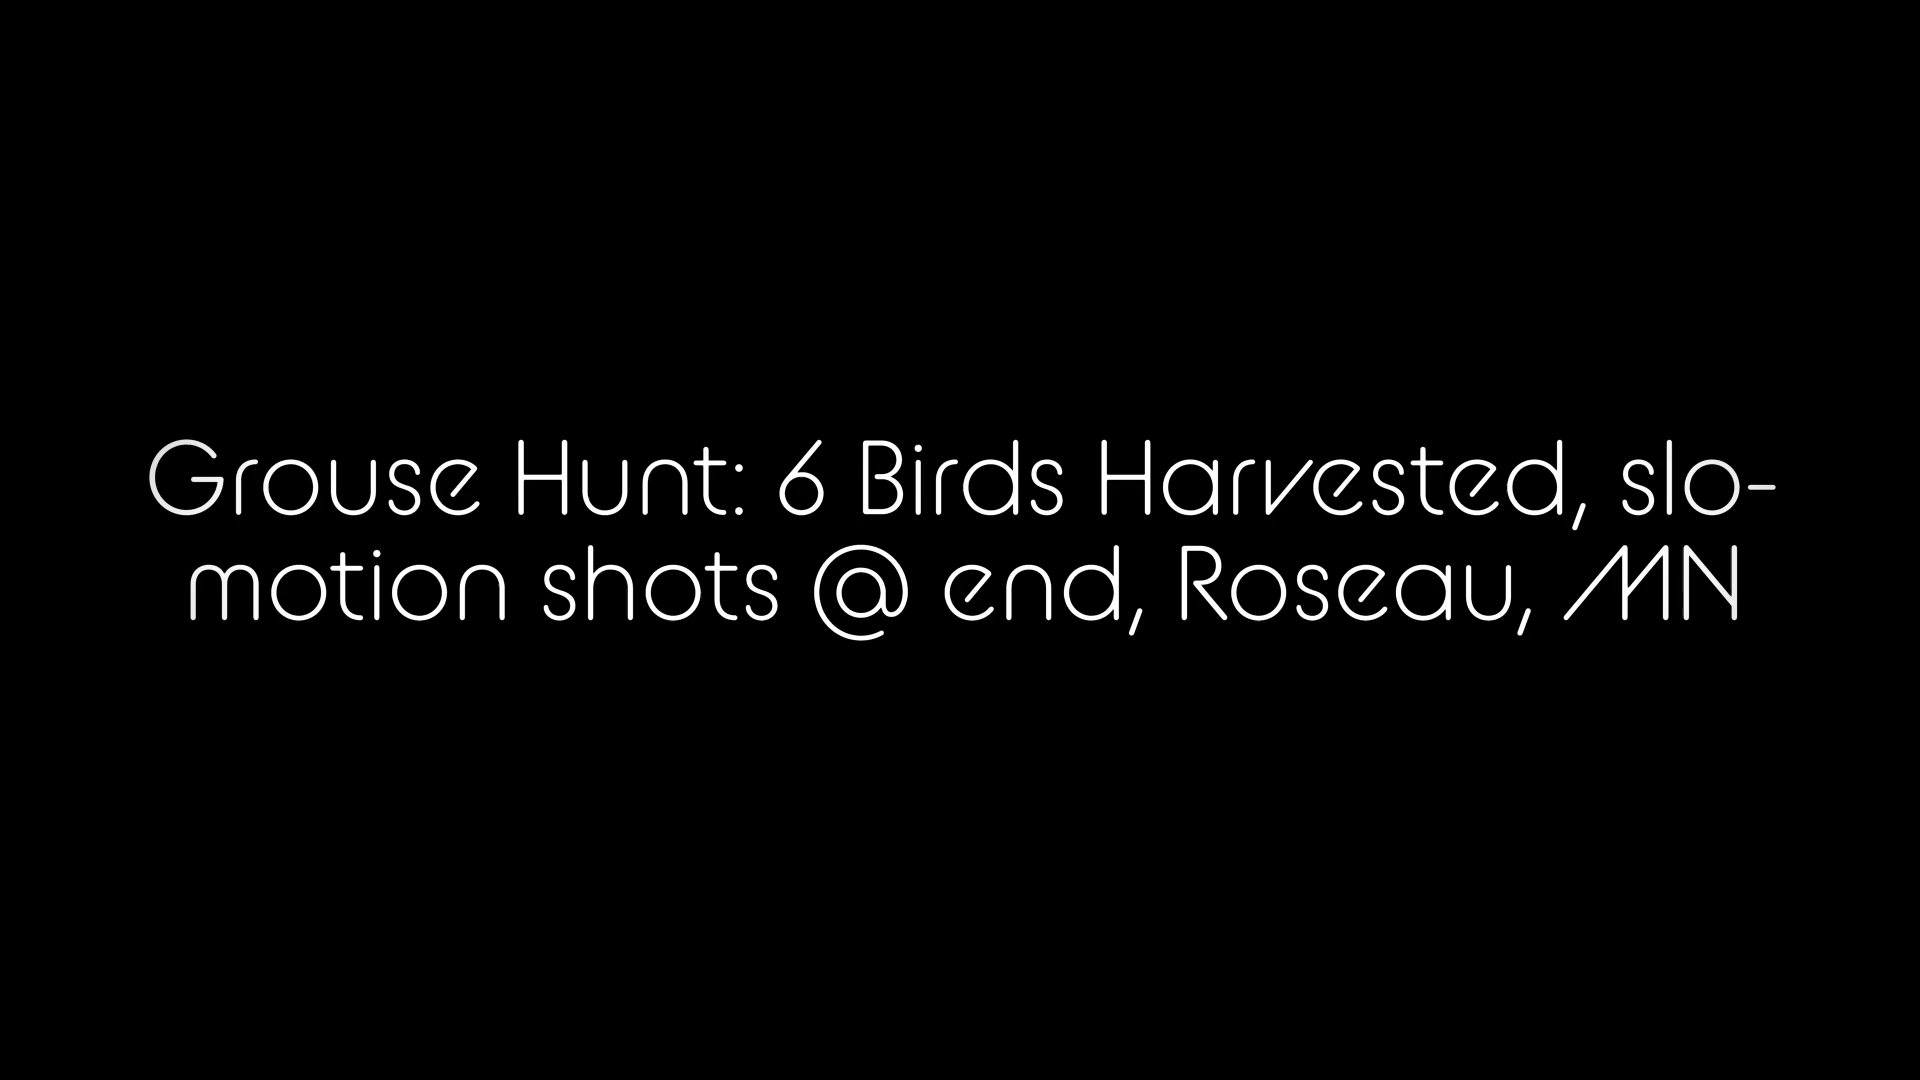 Grouse Hunt: 6 Birds Harvested, slo-
motion shots @ end, Roseau, MN